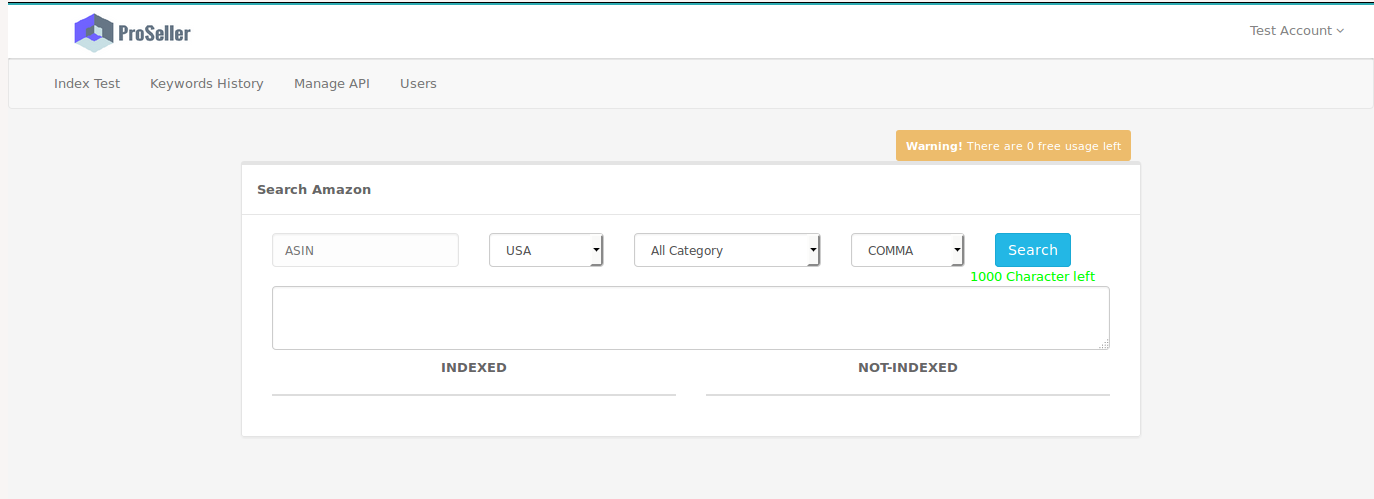 ProSeller
Test Account
Index Test Keywords History Manage API Users
Warning! There are 0 free usage left
Search Amazon
ASIN USA All Category COMMA Search
1000 Character left
INDEXED NOT-INDEXED